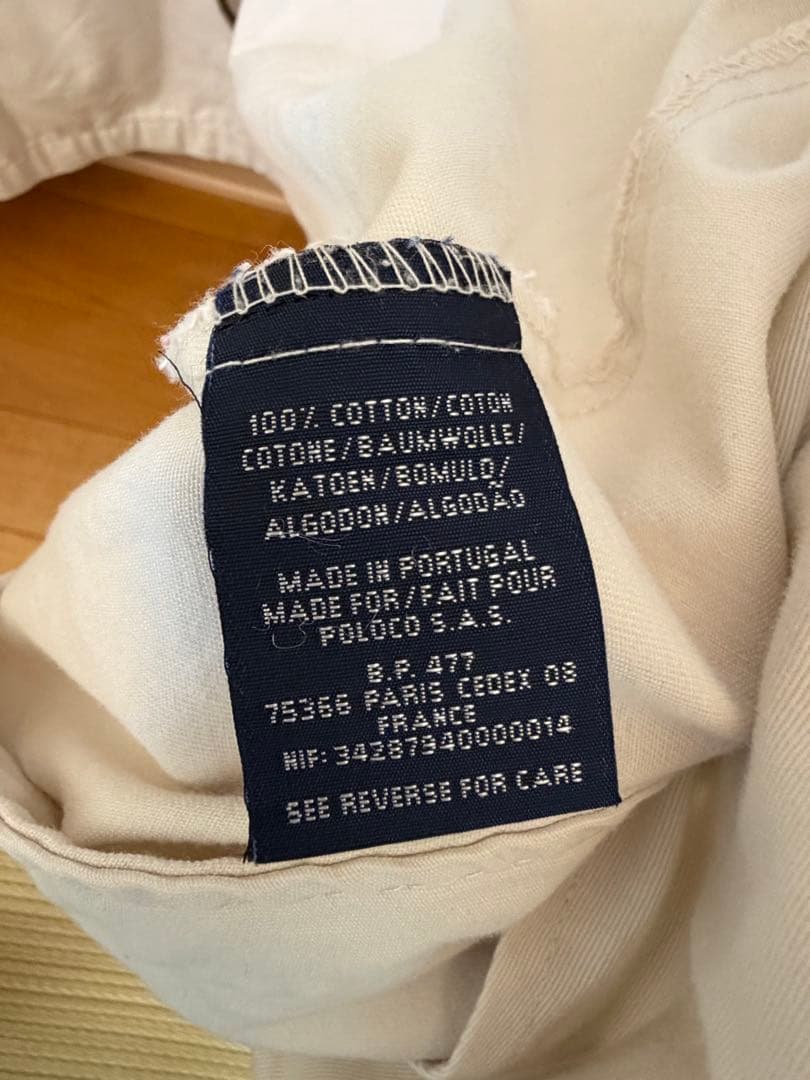 100% COTTON/COTON
COTONE/BAUMWOLLE/
KATOEN/BOMULD/
ALGODON/ALGODÃO
MADE IN PORTUGAL
MADE FOR/FAIT POUR
POLOCO S.A.S.
B.P. 477
75366 PARIS CEDEX 08
FRANCE
NIF: 34287940000014
SEE REVERSE FOR CARE